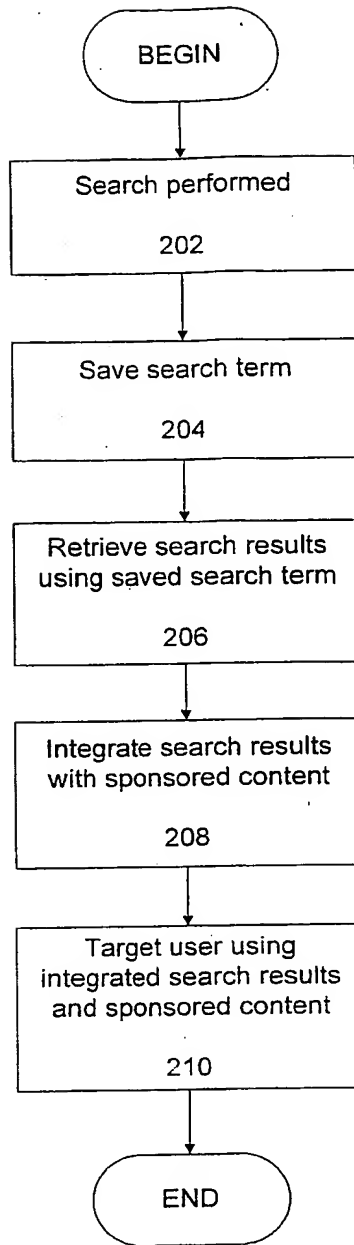 BEGIN
Search performed
202
Save search term
204
Retrieve search results
using saved search term
206
Integrate search results
with sponsored content
208
Target user using
integrated search results
and sponsored content
210
END